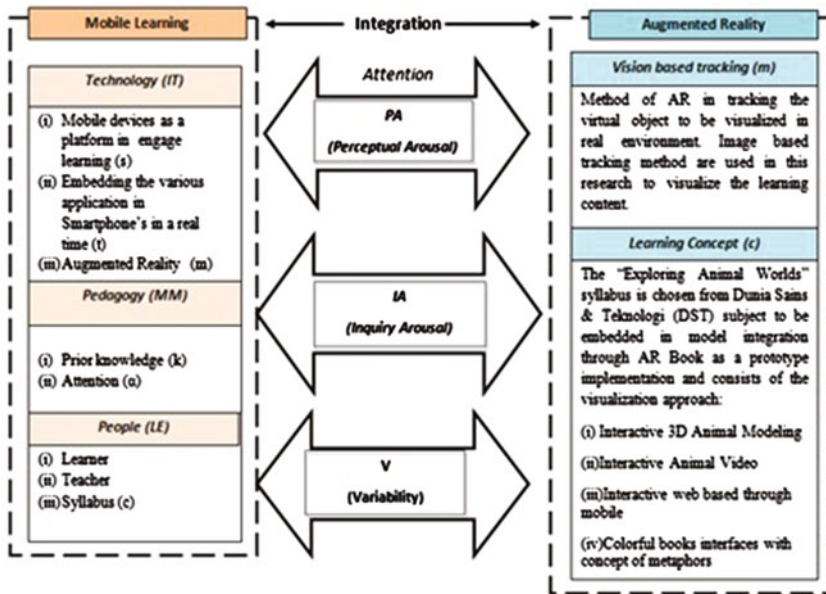 Mobile Learning
Technology (IT)
(i) Mobile devices as a
platform in engage
learning (s)
(ii) Embedding the various
application in
Smartphone's in a real
time (t)
(iii) Augmented Reality (m)
Pedagogy (MM)
(i) Prior knowledge (k)
(ii) Attention (α)
People (LE)
(i) Learner
(ii) Teacher
(iii) Syllabus (c)
Integration
Attention
PA
(Perceptual Arousal)
IA
(Inquiry Arousal)
V
(Variability)
Augmented Reality
Vision based tracking (m)
Method of AR in tracking the
virtual object to be visualized in
real environment. Image based
tracking method are used in this
research to visualize the learning
content.
Learning Concept (c)
The “Exploring Animal Worlds”
syllabus is chosen from Dunia Sains
& Teknologi (DST) subject to be
embedded in model integration
through AR Book as a prototype
implementation and consists of the
visualization approach:
(i) Interactive 3D Animal Modeling
(ii)Interactive Animal Video
(iii)Interactive web based through
mobile
(iv)Colorful books interfaces with
concept of metaphors